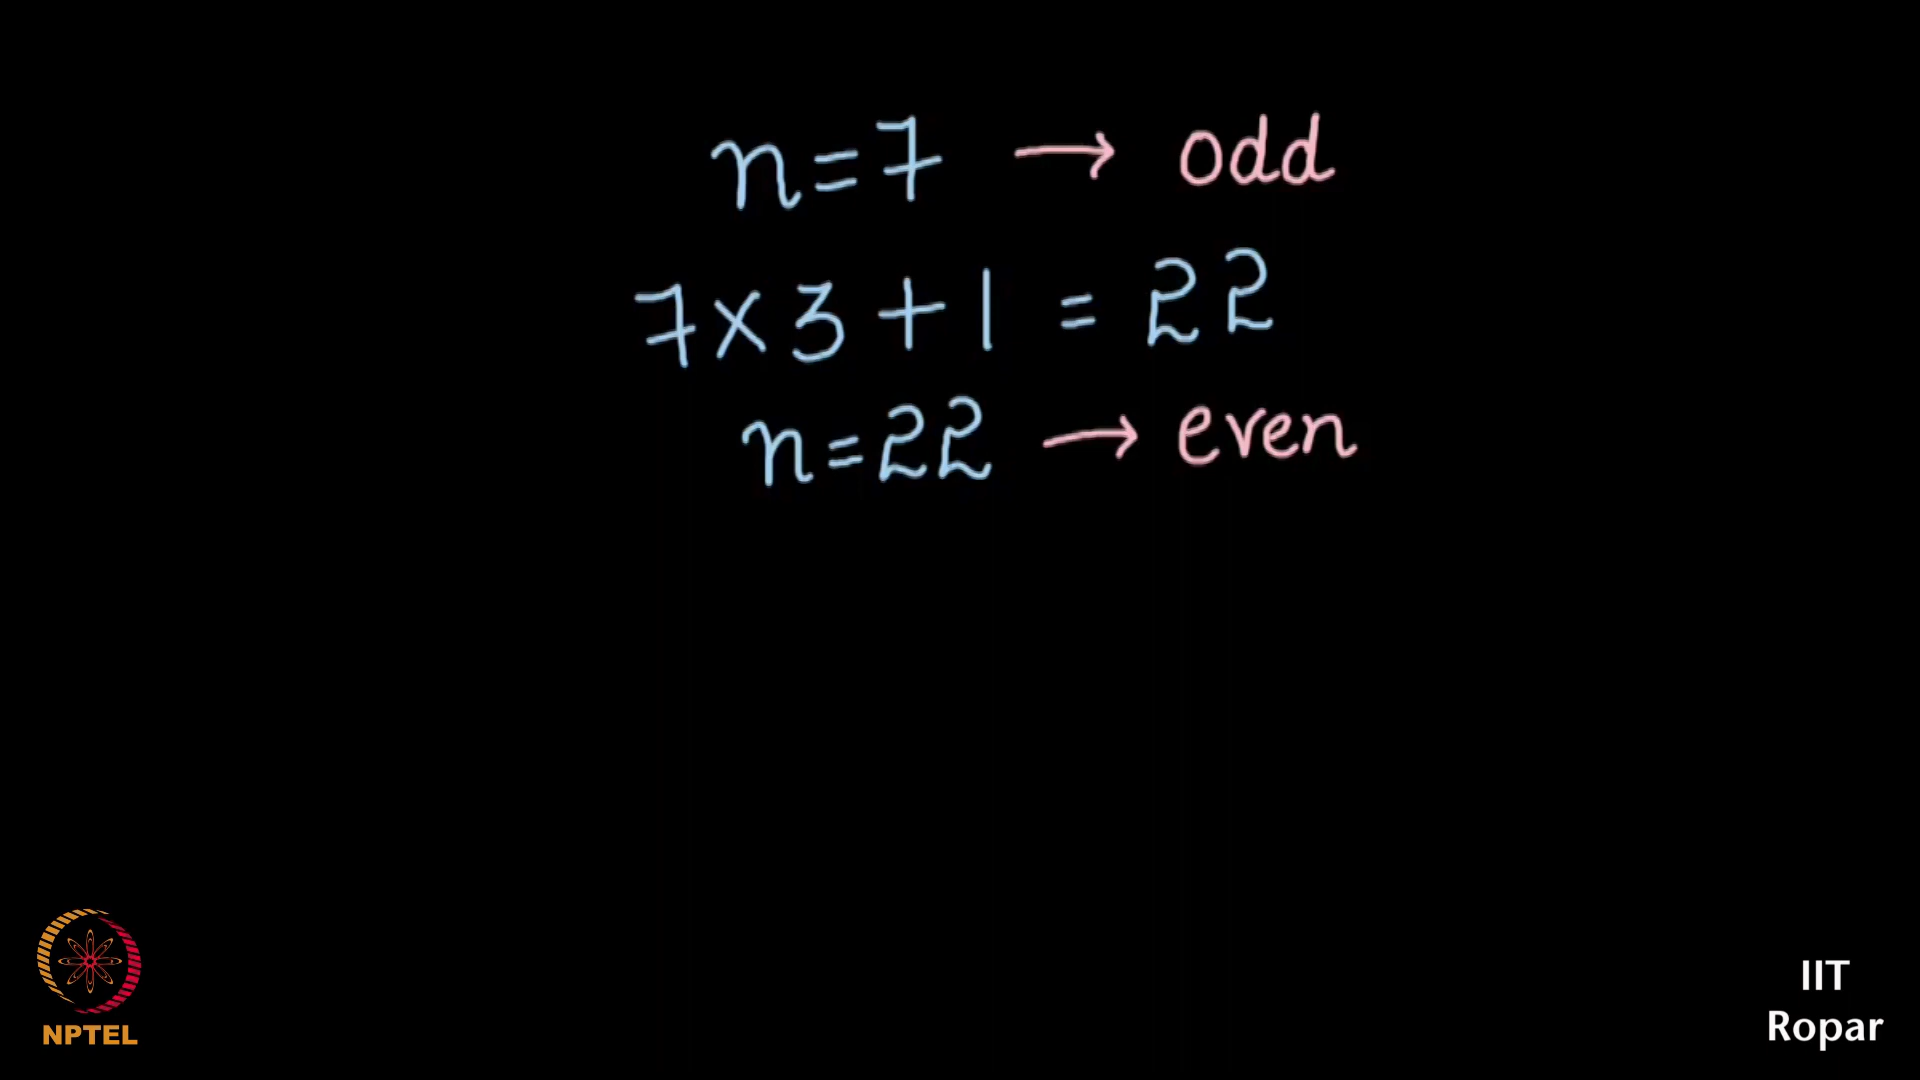 n=7 → odd
7×3+1 = 22
n=22 → even
NPTEL
IIT
Ropar